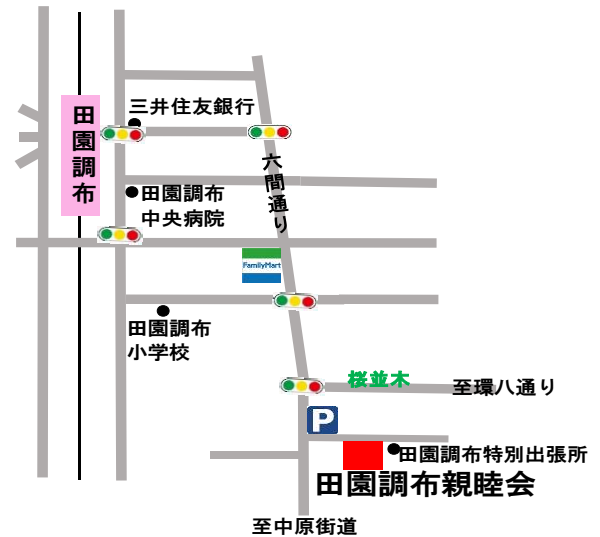 田園調布
三井住友銀行
六間通り
田園調布
中央病院
FamilyMart
田園調布
小学校
桜並木
至環八通り
P
田園調布特別出張所
田園調布親睦会
至中原街道